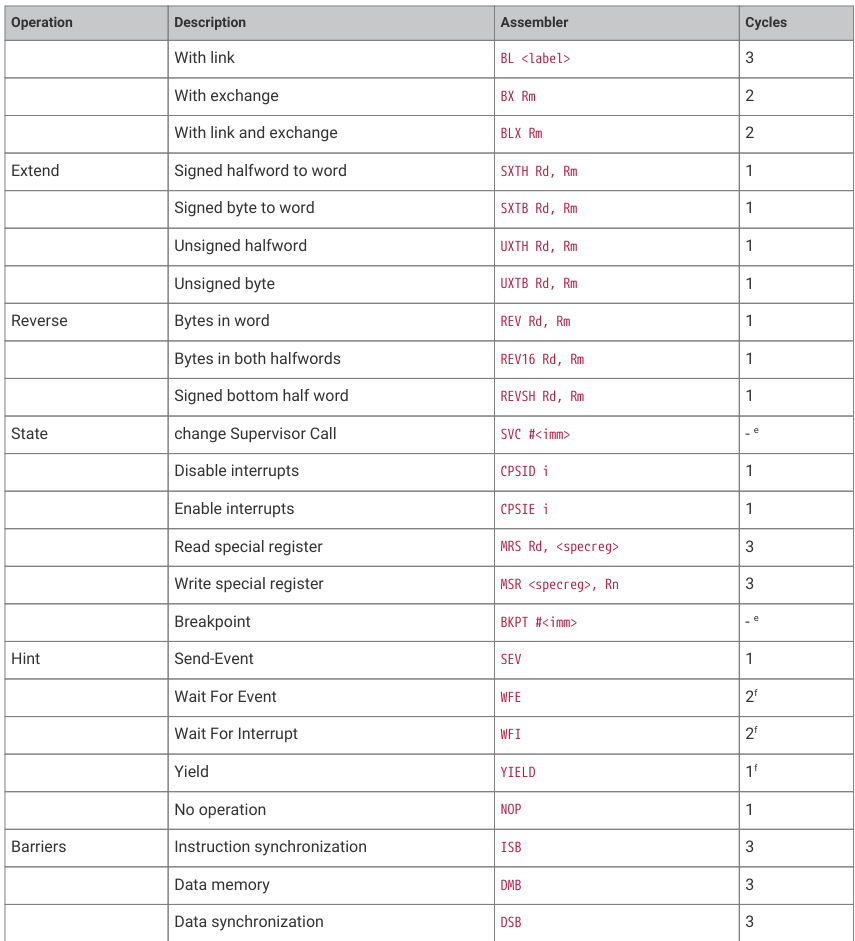 Operation Description Assembler Cycles
With link BL <label> 3
With exchange BX Rm 2
With link and exchange BLX Rm 2
Extend Signed halfword to word SXTH Rd, Rm 1
Signed byte to word SXTB Rd, Rm 1
Unsigned halfword UXTH Rd, Rm 1
Unsigned byte UXTB Rd, Rm 1
Reverse Bytes in word REV Rd, Rm 1
Bytes in both halfwords REV16 Rd, Rm 1
Signed bottom half word REVSH Rd, Rm 1
State change Supervisor Call SVC #<imm> - e
Disable interrupts CPSID i 1
Enable interrupts CPSIE i 1
Read special register MRS Rd, <specreg> 3
Write special register MSR <specreg>, Rn 3
Breakpoint BKPT #<imm> - e
Hint Send-Event SEV 1
Wait For Event WFE 2f
Wait For Interrupt WFI 2f
Yield YIELD 1f
No operation NOP 1
Barriers Instruction synchronization ISB 3
Data memory DMB 3
Data synchronization DSB 3